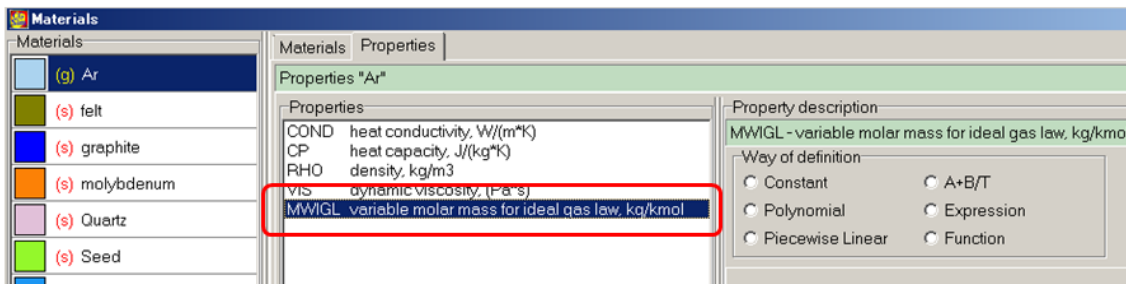 Materials
Materials
(g) Ar
(s) felt
(s) graphite
(s) molybdenum
(s) Quartz
(s) Seed
Materials Properties
Properties "Ar"
Properties
COND heat conductivity, W/(m*K)
CP heat capacity, J/(kg*K)
RHO density, kg/m3
VIS dynamic viscosity, (Pa*s)
MWIGL variable molar mass for ideal gas law, kg/kmol
Property description
MWIGL - variable molar mass for ideal gas law, kg/kmo
Way of definition
Constant A+B/T
Polynomial Expression
Piecewise Linear Function